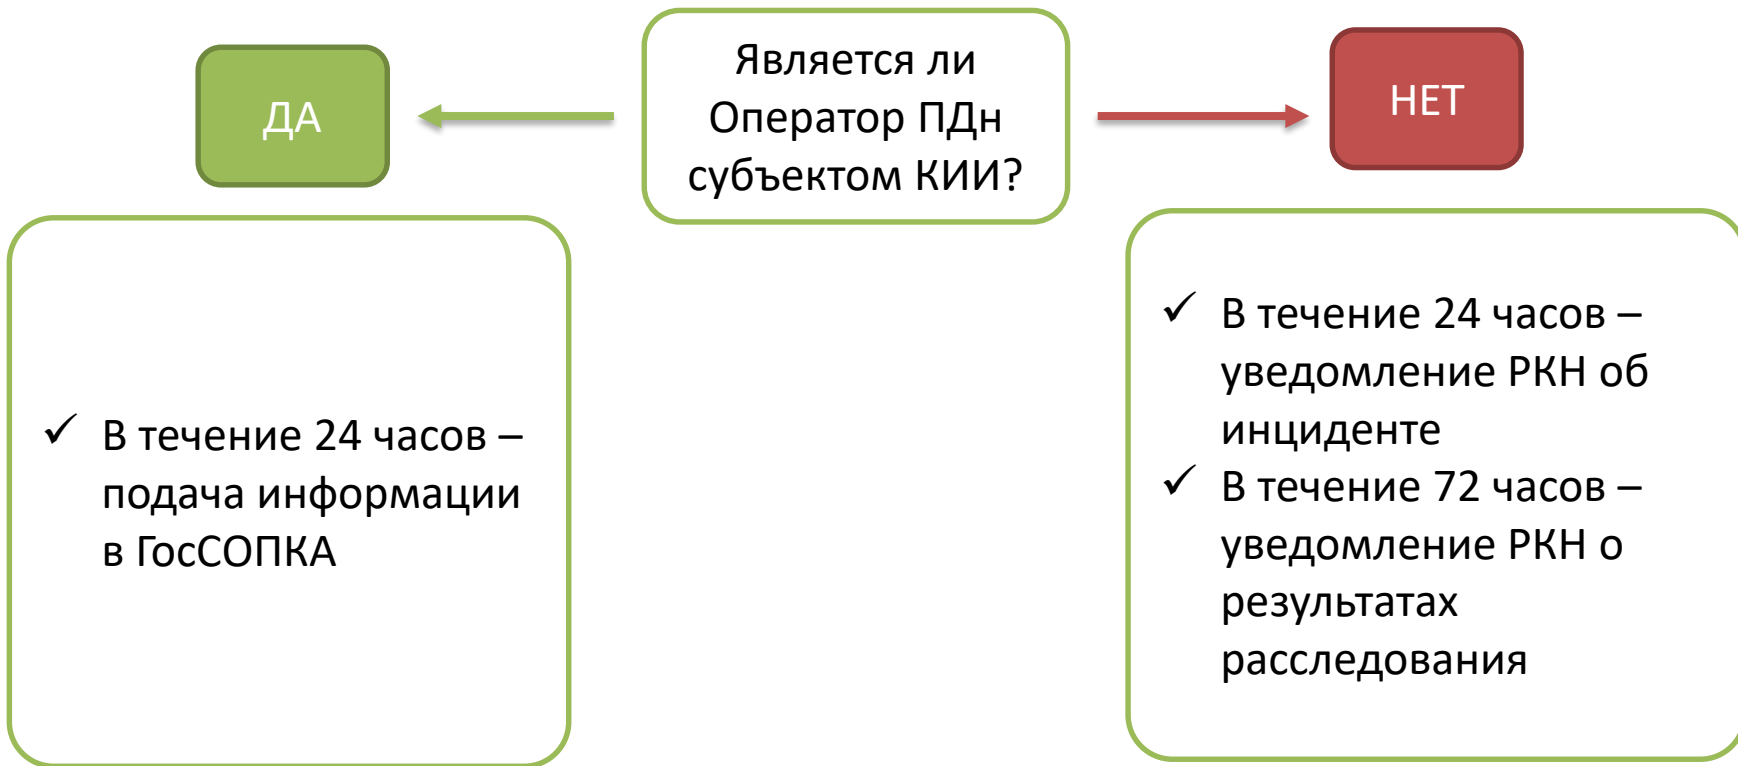 Является ли
Оператор ПДн
субъектом КИИ?
ДА
НЕТ
✓ В течение 24 часов –
подача информации
в ГосСОПКА
✓ В течение 24 часов –
уведомление РКН об
инциденте
✓ В течение 72 часов –
уведомление РКН о
результатах
расследования